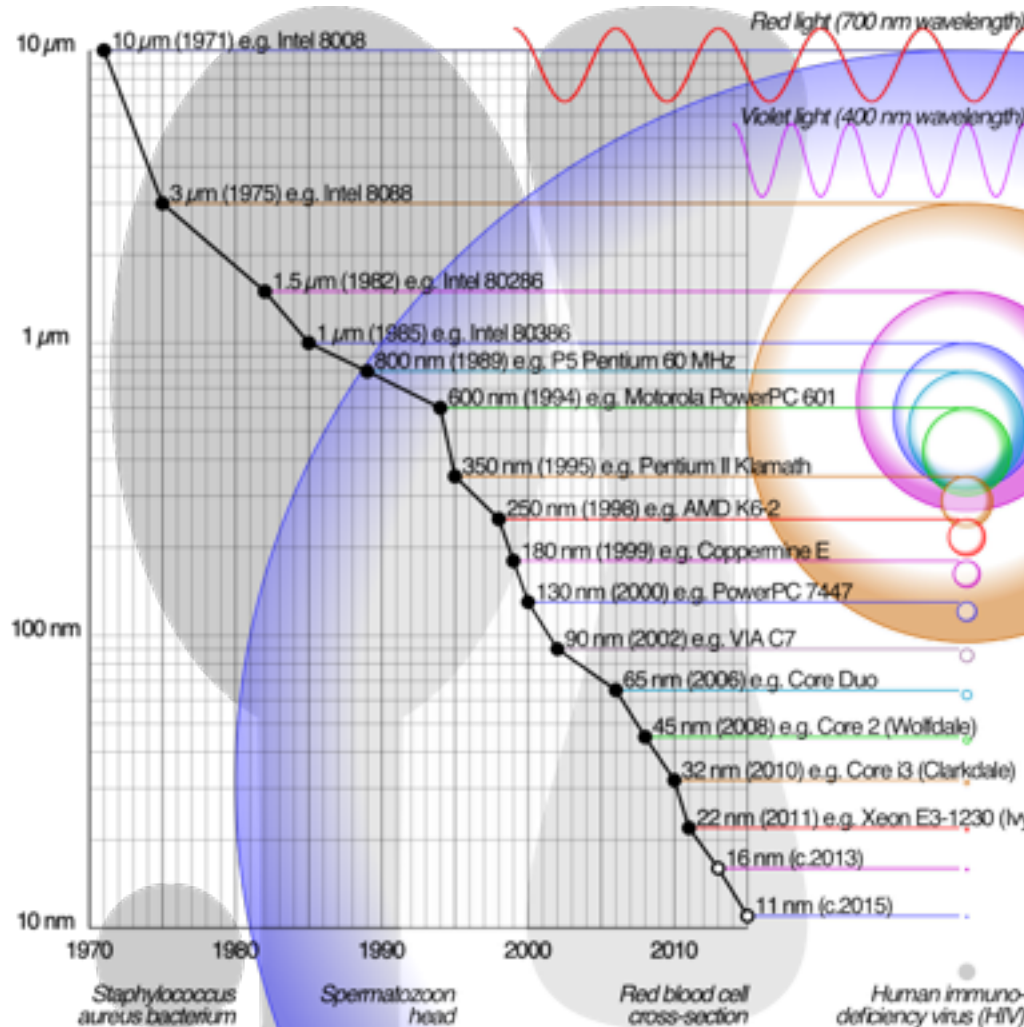 Red light (700 nm wavelength)
10 µm
10 µm (1971) e.g. Intel 8008
Violet light (400 nm wavelength)
3 µm (1975) e.g. Intel 8088
1.5 µm (1982) e.g. Intel 80286
1 µm
1 µm (1985) e.g. Intel 80386
800 nm (1989) e.g. P5 Pentium 60 MHz
600 nm (1994) e.g. Motorola PowerPC 601
350 nm (1995) e.g. Pentium II Klamath
250 nm (1998) e.g. AMD K6-2
180 nm (1999) e.g. Coppermine E
130 nm (2000) e.g. PowerPC 7447
100 nm
90 nm (2002) e.g. VIA C7
65 nm (2006) e.g. Core Duo
45 nm (2008) e.g. Core 2 (Wolfdale)
32 nm (2010) e.g. Core i3 (Clarkdale)
22 nm (2011) e.g. Xeon E3-1230 (Ivy
16 nm (c.2013)
11 nm (c.2015)
10 nm
1970 1980 1990 2000 2010
Staphylococcus Spermatozoon Red blood cell Human immuno-
aureus bacterium head cross-section deficiency virus (HIV)